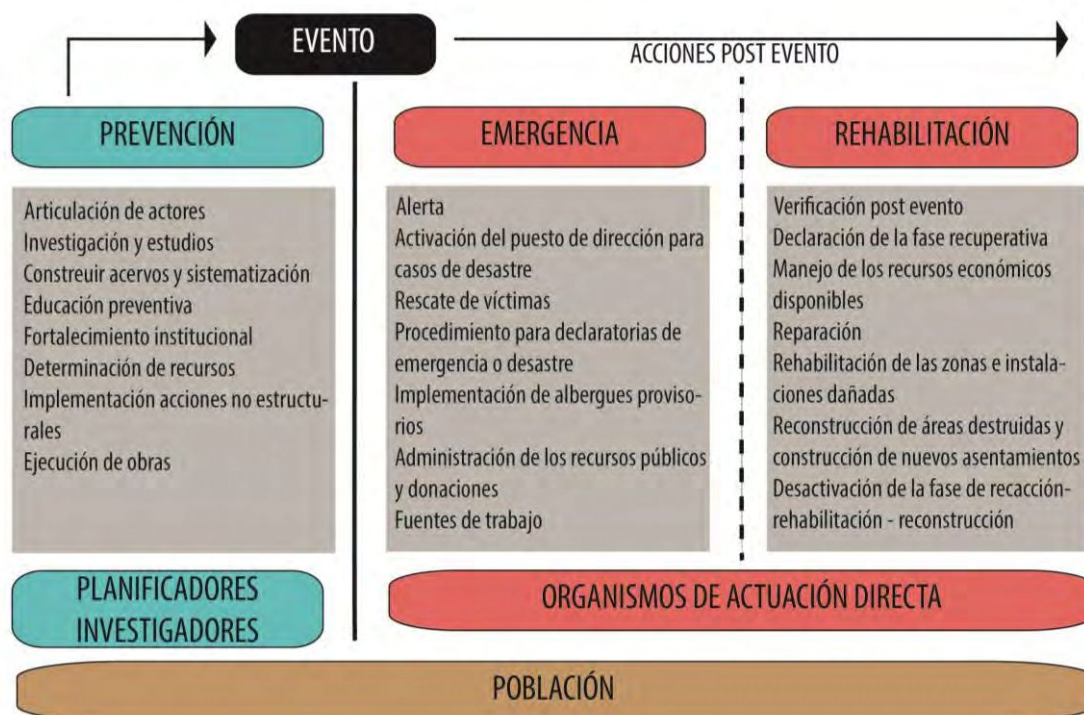 EVENTO
ACCIONES POST EVENTO
PREVENCIÓN
Articulación de actores
Investigación y estudios
Construir acervos y sistematización
Educación preventiva
Fortalecimiento institucional
Determinación de recursos
Implementación acciones no estructu-
rales
Ejecución de obras
EMERGENCIA
Alerta
Activación del puesto de dirección para
casos de desastre
Rescate de víctimas
Procedimiento para declaratorias de
emergencia o desastre
Implementación de albergues proviso-
rios
Administración de los recursos públicos
y donaciones
Fuentes de trabajo
REHABILITACIÓN
Verificación post evento
Declaración de la fase recuperativa
Manejo de los recursos económicos
disponibles
Reparación
Rehabilitación de las zonas e instala-
ciones dañadas
Reconstrucción de áreas destruidas y
construcción de nuevos asentamientos
Desactivación de la fase de recacción-
rehabilitación - reconstrucción
PLANIFICADORES
INVESTIGADORES
ORGANISMOS DE ACTUACIÓN DIRECTA
POBLACIÓN